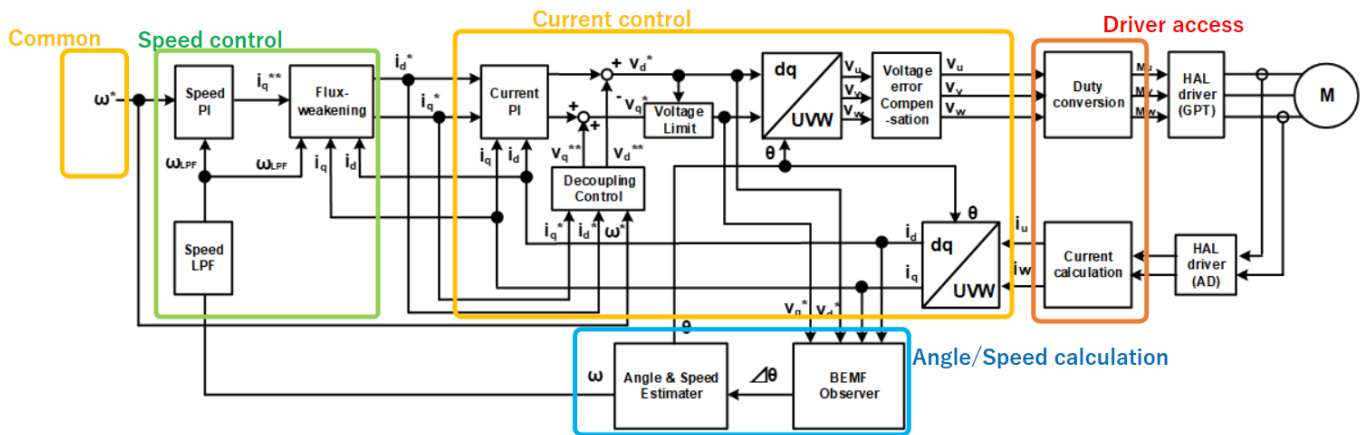 Common
Speed control
Current control
Driver access
ω*
Speed
PI
iq**
Flux-
weakening
id*
iq*
Current
PI
+
vd*
−
vq*
+
+
Voltage
Limit
dq
UVW
Vu
Vv
Vw
Voltage
error
Compen
-sation
Vu
Vv
Vw
Duty
conversion
Mu
Mv
Mw
HAL
driver
(GPT)
M
ωLPF
ωLPF
iq
id
iq
id
vq**
vd**
Decoupling
Control
θ
Speed
LPF
iq*
id*
ω*
id
iq
dq
UVW
θ
iu
iw
Current
calculation
HAL
driver
(AD)
vq*
vd*
θ
ω
Angle & Speed
Estimater
⊿θ
BEMF
Observer
Angle/Speed calculation